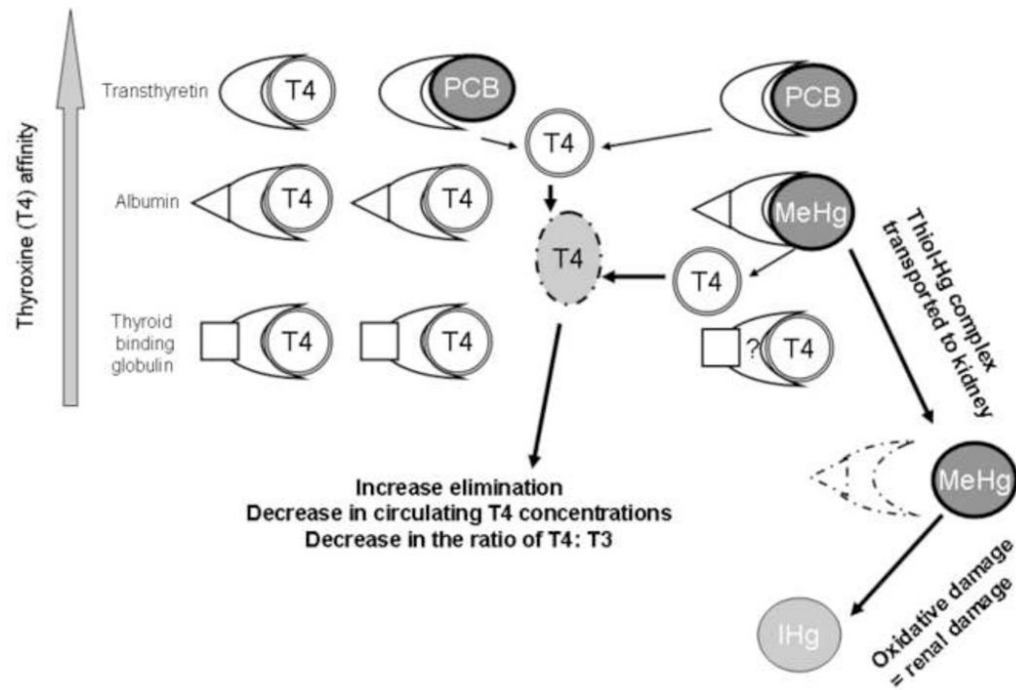 Thyroxine (T4) affinity
Transthyretin
T4
PCB
PCB
T4
Albumin
T4
T4
MeHg
T4
T4
Thyroid
binding
globulin
T4
T4
?
T4
Thiol-Hg complex
transported to kidney
Increase elimination
Decrease in circulating T4 concentrations
Decrease in the ratio of T4: T3
MeHg
IHg
Oxidative damage
= renal damage